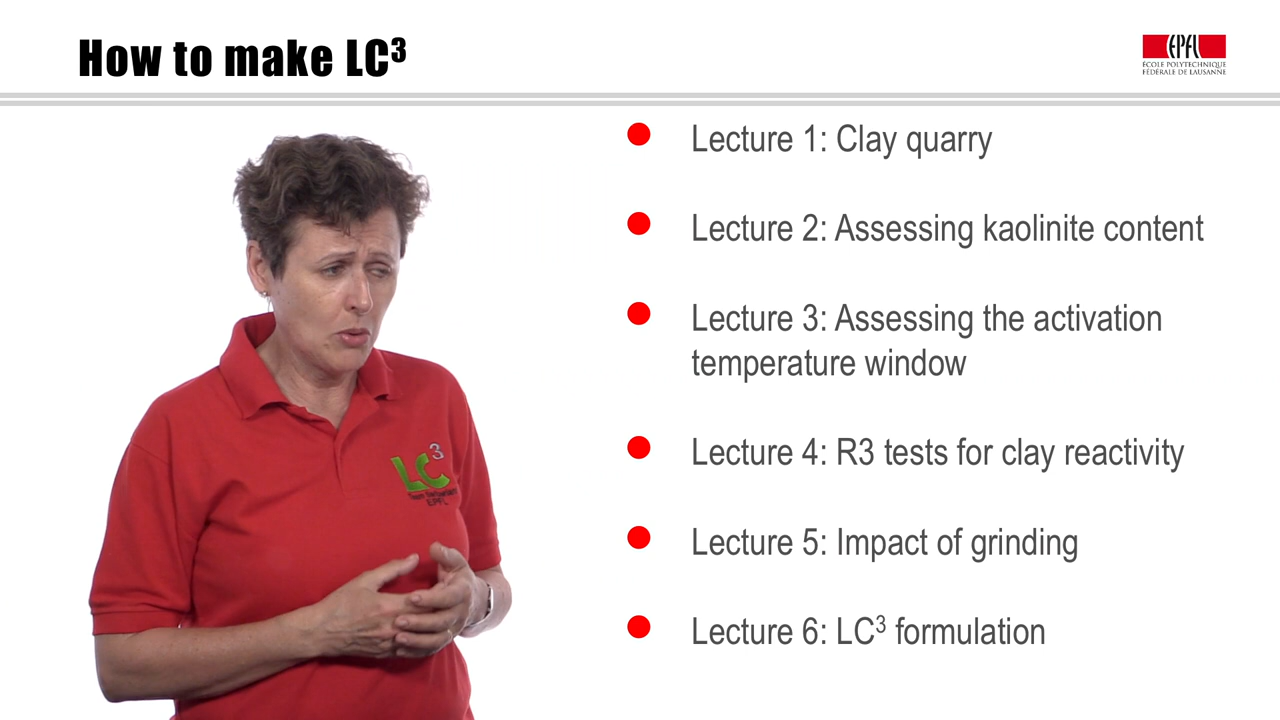 How to make LC³
EPFL
ÉCOLE POLYTECHNIQUE
FÉDÉRALE DE LAUSANNE
Lecture 1: Clay quarry
Lecture 2: Assessing kaolinite content
Lecture 3: Assessing the activation
temperature window
Lecture 4: R3 tests for clay reactivity
Lecture 5: Impact of grinding
Lecture 6: LC³ formulation
LC³
EPFL